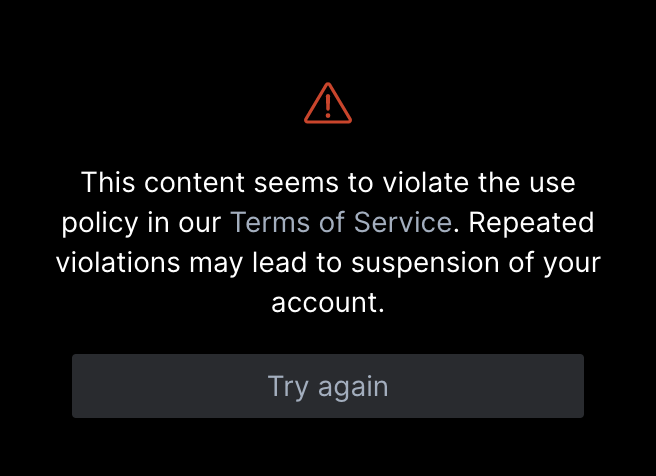 This content seems to violate the use
policy in our Terms of Service. Repeated
violations may lead to suspension of your
account.
Try again